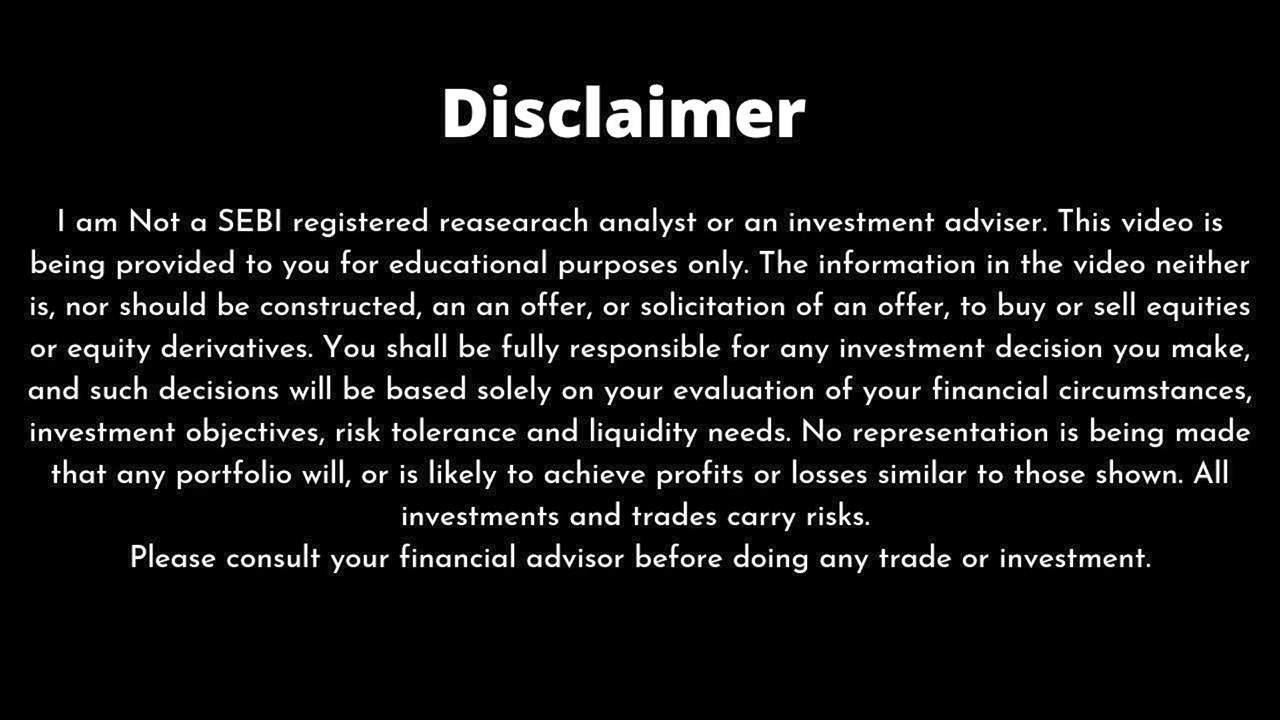 Disclaimer
I am Not a SEBI registered reasearach analyst or an investment adviser. This video is
being provided to you for educational purposes only. The information in the video neither
is, nor should be constructed, an an offer, or solicitation of an offer, to buy or sell equities
or equity derivatives. You shall be fully responsible for any investment decision you make,
and such decisions will be based solely on your evaluation of your financial circumstances,
investment objectives, risk tolerance and liquidity needs. No representation is being made
that any portfolio will, or is likely to achieve profits or losses similar to those shown. All
investments and trades carry risks.
Please consult your financial advisor before doing any trade or investment.